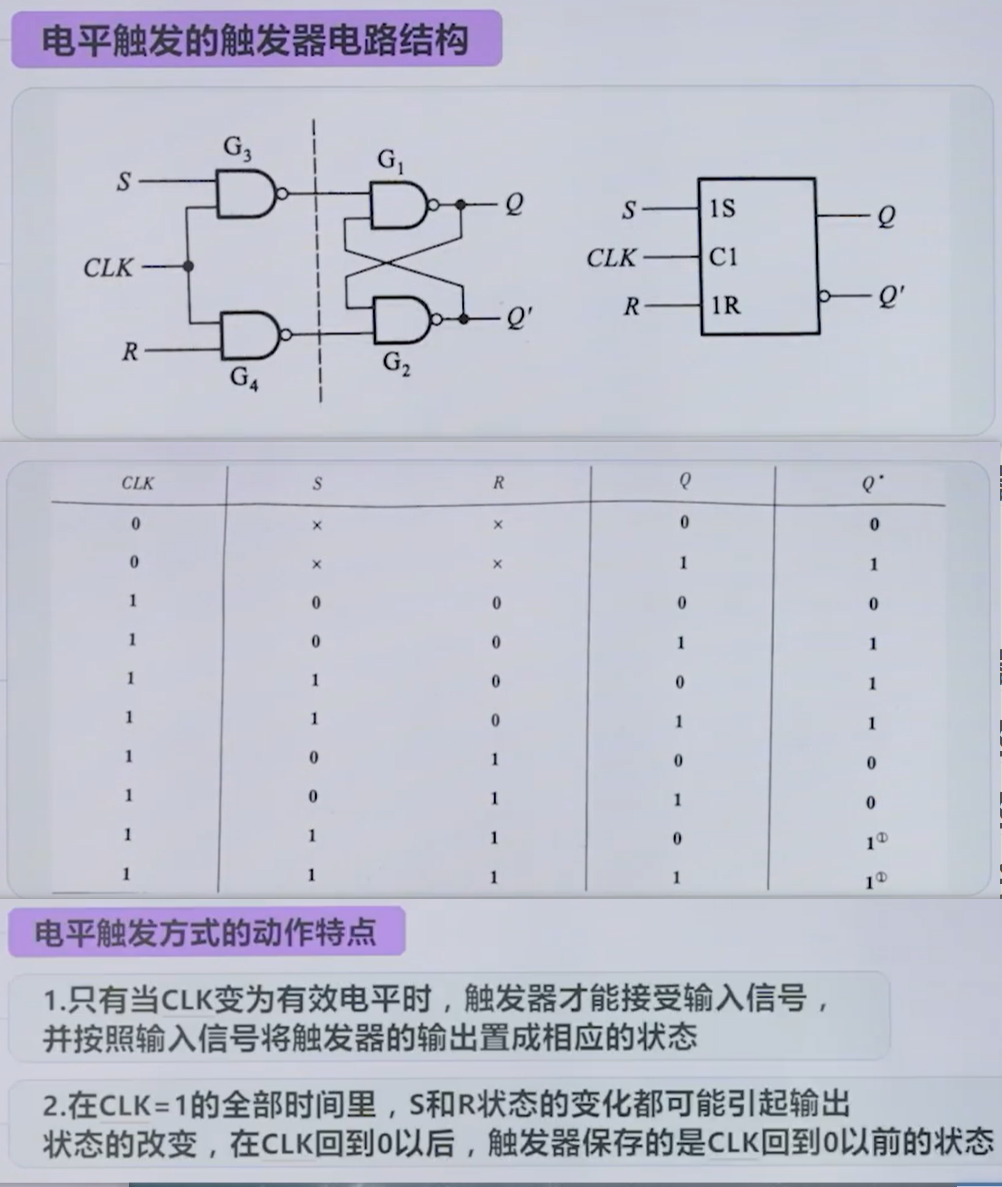 电平触发的触发器电路结构
G₃
G₁
S
Q
CLK
R
Q'
G₄
G₂
S 1S Q
CLK C1
R 1R Q'
CLK S R Q Q*
0 × × 0 0
0 × × 1 1
1 0 0 0 0
1 0 0 1 1
1 1 0 0 1
1 1 0 1 1
1 0 1 0 0
1 0 1 1 0
1 1 1 0 1①
1 1 1 1 1①
电平触发方式的动作特点
1.只有当CLK变为有效电平时，触发器才能接受输入信号，
并按照输入信号将触发器的输出置成相应的状态
2.在CLK=1的全部时间里，S和R状态的变化都可能引起输出
状态的改变，在CLK回到0以后，触发器保存的是CLK回到0以前的状态